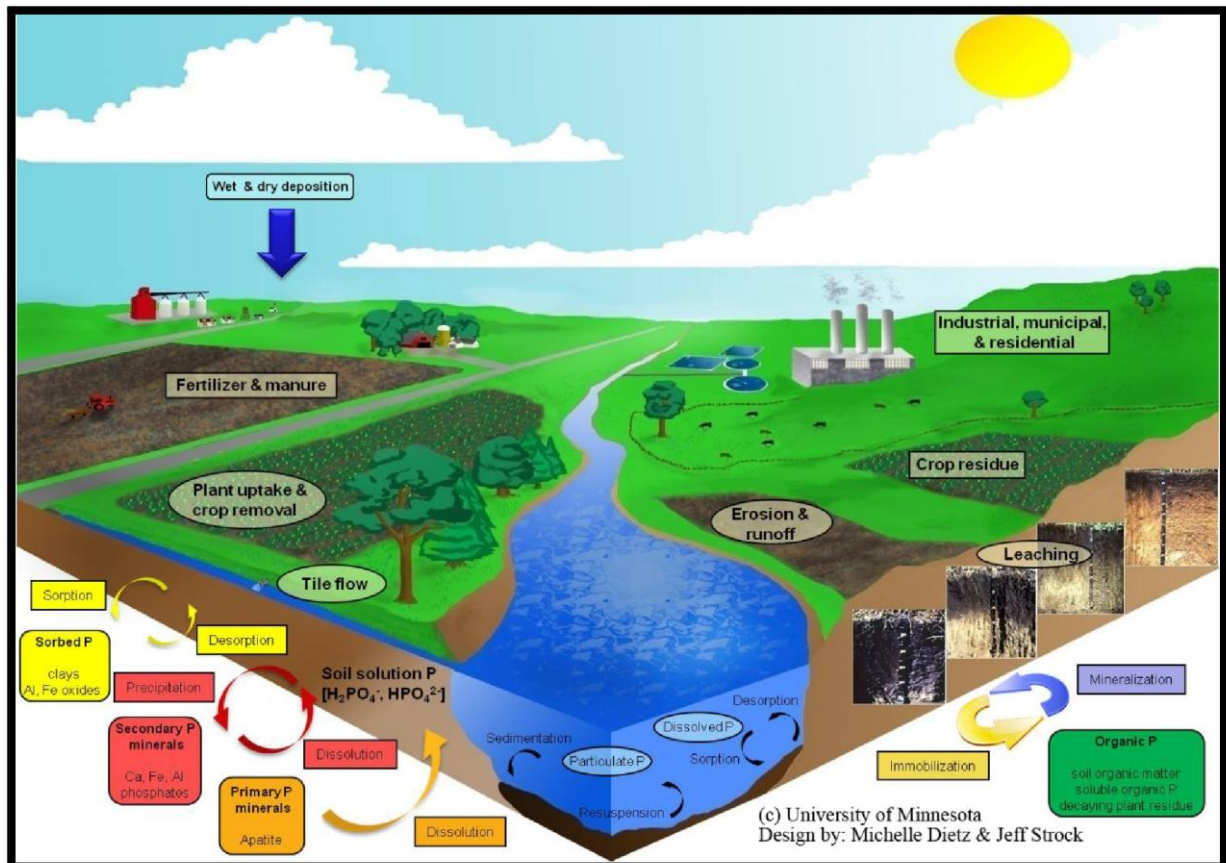 Wet & dry deposition
Industrial, municipal,
& residential
Fertilizer & manure
Crop residue
Plant uptake &
crop removal
Erosion &
runoff
Leaching
Tile flow
Sorption
Desorption
Sorbed P
clays
Al, Fe oxides
Precipitation
Soil solution P
[H₂PO₄⁻, HPO₄²⁻]
Secondary P
minerals
Ca, Fe, Al
phosphates
Dissolution
Primary P
minerals
Apatite
Dissolution
Sedimentation
Particulate P
Resuspension
Dissolved P
Desorption
Sorption
Mineralization
Immobilization
Organic P
soil organic matter
soluble organic P
decaying plant residue
(c) University of Minnesota
Design by: Michelle Dietz & Jeff Strock